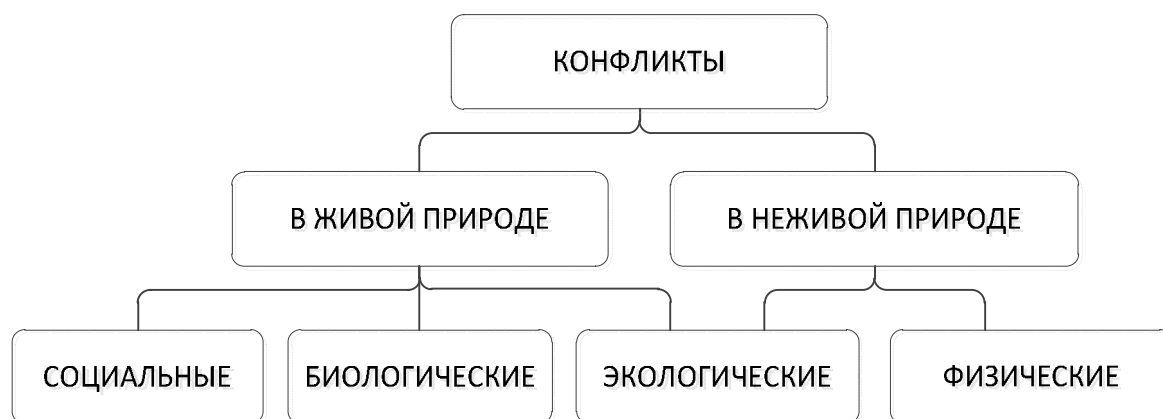 КОНФЛИКТЫ
В ЖИВОЙ ПРИРОДЕ
В НЕЖИВОЙ ПРИРОДЕ
СОЦИАЛЬНЫЕ
БИОЛОГИЧЕСКИЕ
ЭКОЛОГИЧЕСКИЕ
ФИЗИЧЕСКИЕ